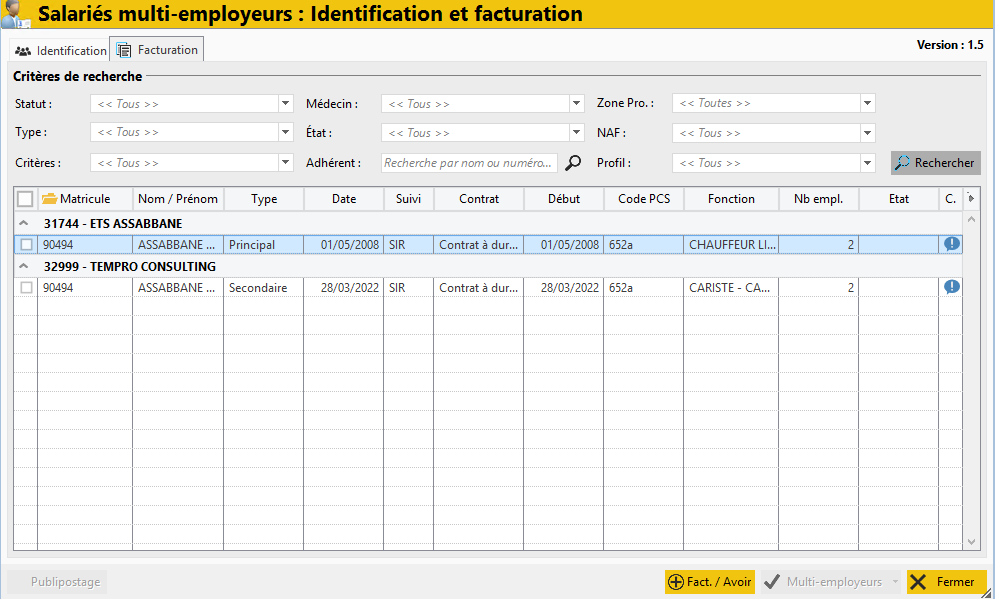 Salariés multi-employeurs : Identification et facturation
Identification Facturation Version : 1.5
Critères de recherche
Statut : << Tous >> Médecin : << Tous >> Zone Pro. : << Toutes >>
Type : << Tous >> État : << Tous >> NAF : << Tous >>
Critères : << Tous >> Adhérent : Recherche par nom ou numéro... Profil : << Tous >> Rechercher
Matricule Nom / Prénom Type Date Suivi Contrat Début Code PCS Fonction Nb empl. Etat C.
31744 - ETS ASSABBANE
90494 ASSABBANE ... Principal 01/05/2008 SIR Contrat à dur... 01/05/2008 652a CHAUFFEUR LI... 2
32999 - TEMPRO CONSULTING
90494 ASSABBANE ... Secondaire 28/03/2022 SIR Contrat à dur... 28/03/2022 652a CARISTE - CA... 2
Publipostage Fact. / Avoir Multi-employeurs Fermer